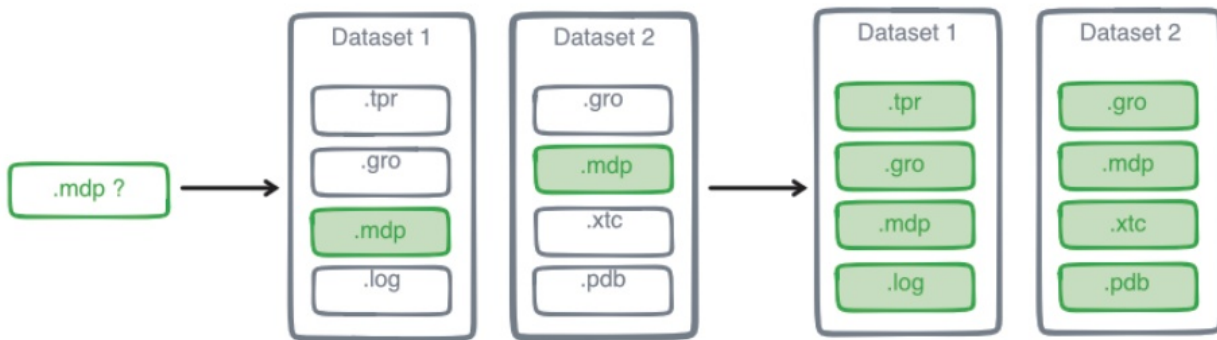 Dataset 1
.tpr
.gro
.mdp
.log
Dataset 2
.gro
.mdp
.xtc
.pdb
Dataset 1
.tpr
.gro
.mdp
.log
Dataset 2
.gro
.mdp
.xtc
.pdb
.mdp ?